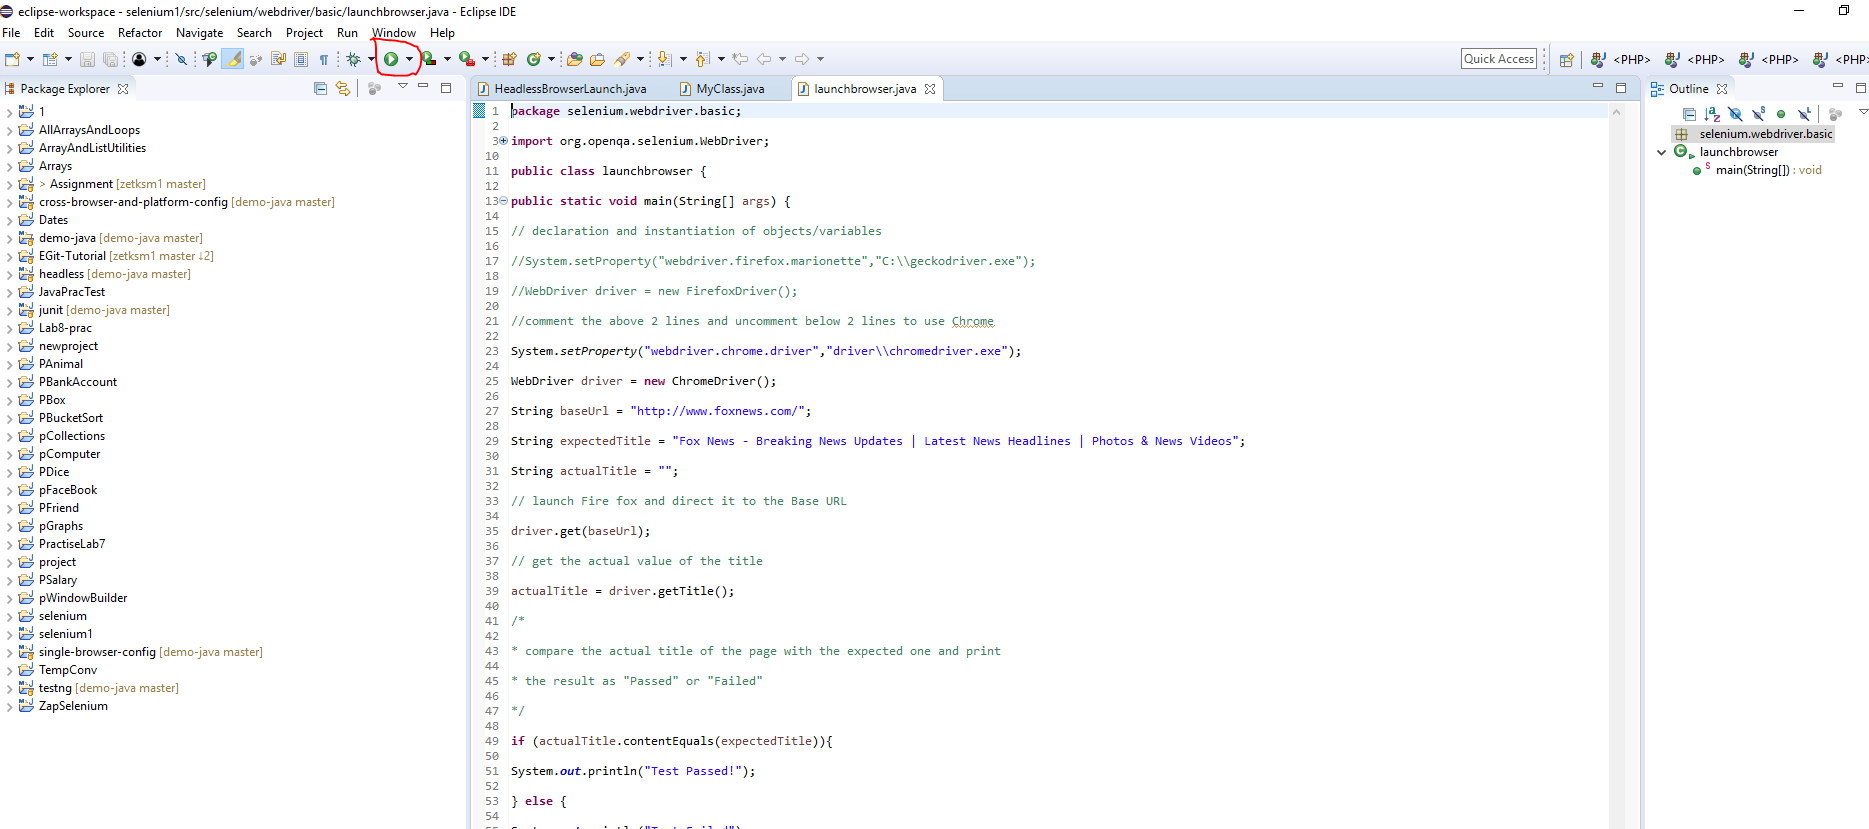 eclipse-workspace - selenium1/src/selenium/webdriver/basic/launchbrowser.java - Eclipse IDE
File Edit Source Refactor Navigate Search Project Run Window Help
Quick Access <PHP> <PHP> <PHP> <PHP>
Package Explorer
1
AllArraysAndLoops
ArrayAndListUtilities
Arrays
> Assignment [zetksm1 master]
cross-browser-and-platform-config [demo-java master]
Dates
demo-java [demo-java master]
EGit-Tutorial [zetksm1 master ↓2]
headless [demo-java master]
JavaPracTest
junit [demo-java master]
Lab8-prac
newproject
PAnimal
PBankAccount
PBox
PBucketSort
pCollections
pComputer
PDice
pFaceBook
PFriend
pGraphs
PractiseLab7
project
PSalary
pWindowBuilder
selenium
selenium1
single-browser-config [demo-java master]
TempConv
testng [demo-java master]
ZapSelenium
HeadlessBrowserLaunch.java MyClass.java launchbrowser.java
1 package selenium.webdriver.basic;
2
3 import org.openqa.selenium.WebDriver;
10
11 public class launchbrowser {
12
13 public static void main(String[] args) {
14
15 // declaration and instantiation of objects/variables
16
17 //System.setProperty("webdriver.firefox.marionette","C:\\geckodriver.exe");
18
19 //WebDriver driver = new FirefoxDriver();
20
21 //comment the above 2 lines and uncomment below 2 lines to use Chrome
22
23 System.setProperty("webdriver.chrome.driver","driver\\chromedriver.exe");
24
25 WebDriver driver = new ChromeDriver();
26
27 String baseUrl = "http://www.foxnews.com/";
28
29 String expectedTitle = "Fox News - Breaking News Updates | Latest News Headlines | Photos & News Videos";
30
31 String actualTitle = "";
32
33 // launch Fire fox and direct it to the Base URL
34
35 driver.get(baseUrl);
36
37 // get the actual value of the title
38
39 actualTitle = driver.getTitle();
40
41 /*
42
43 * compare the actual title of the page with the expected one and print
44
45 * the result as "Passed" or "Failed"
46
47 */
48
49 if (actualTitle.contentEquals(expectedTitle)){
50
51 System.out.println("Test Passed!");
52
53 } else {
54
Outline
selenium.webdriver.basic
launchbrowser
main(String[]) : void